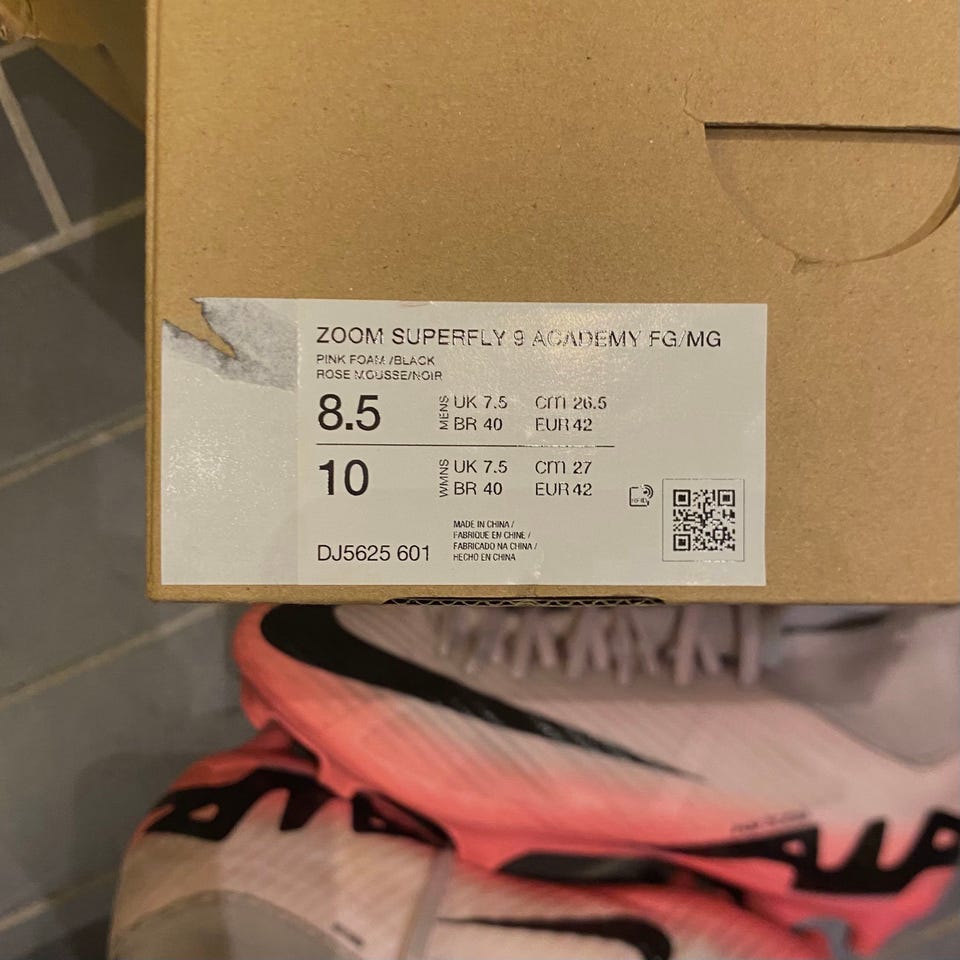 ZOOM SUPERFLY 9 ACADEMY FG/MG
PINK FOAM /BLACK
ROSE MOUSSE/NOIR
8.5 MENS UK 7.5 cm 26.5
BR 40 EUR 42
10 WMNS UK 7.5 cm 27
BR 40 EUR 42
MADE IN CHINA /
FABRIQUE EN CHINE /
FABRICADO NA CHINA /
HECHO EN CHINA
DJ5625 601